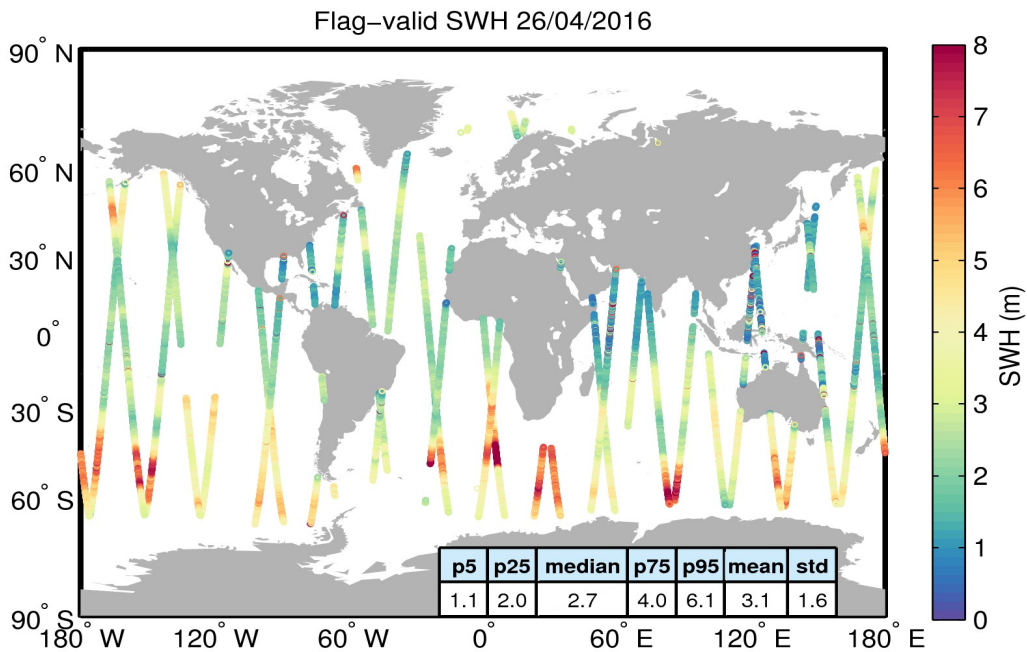 Flag−valid SWH 26/04/2016
90° N
60° N
30° N
0°
30° S
60° S
90° S
180° W
120° W
60° W
0°
60° E
120° E
180° E
8
7
6
5
4
3
2
1
0
SWH (m)
p5 p25 median p75 p95 mean std
1.1 2.0 2.7 4.0 6.1 3.1 1.6